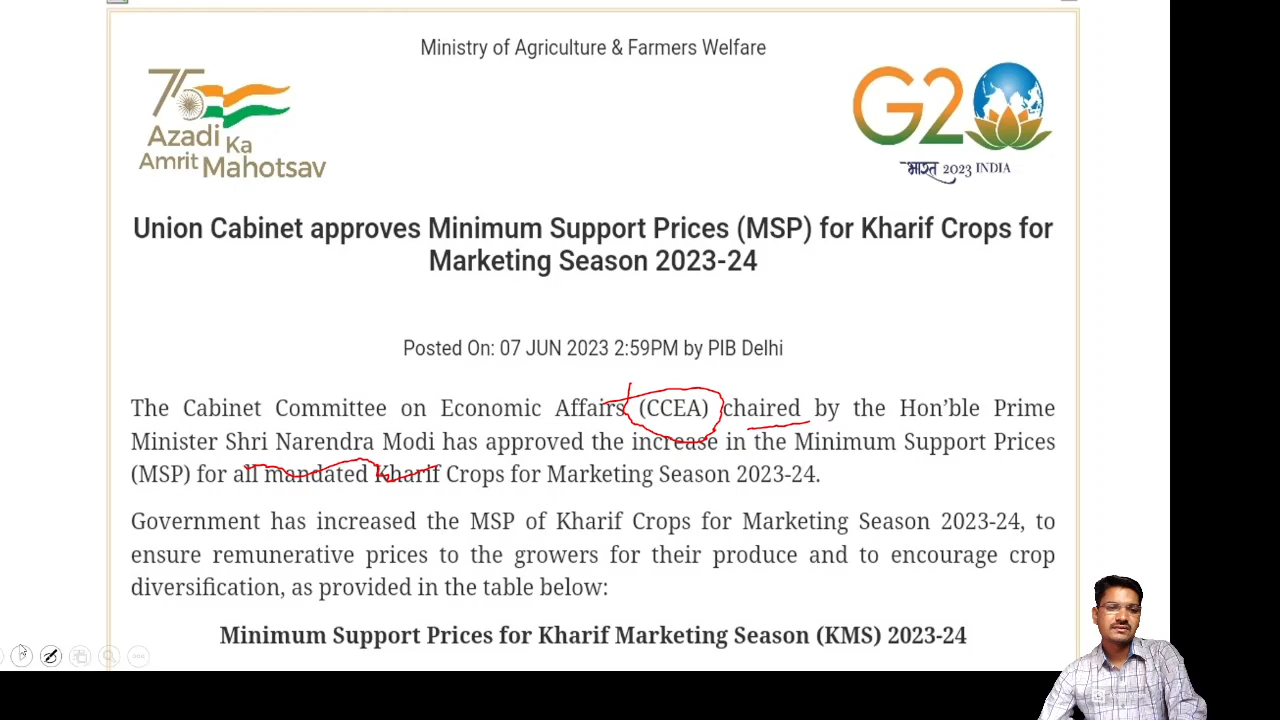 Ministry of Agriculture & Farmers Welfare
75
Azadi Ka
Amrit Mahotsav
G20
भारत 2023 INDIA
Union Cabinet approves Minimum Support Prices (MSP) for Kharif Crops for
Marketing Season 2023-24
Posted On: 07 JUN 2023 2:59PM by PIB Delhi
The Cabinet Committee on Economic Affairs (CCEA) chaired by the Hon’ble Prime
Minister Shri Narendra Modi has approved the increase in the Minimum Support Prices
(MSP) for all mandated Kharif Crops for Marketing Season 2023-24.
Government has increased the MSP of Kharif Crops for Marketing Season 2023-24, to
ensure remunerative prices to the growers for their produce and to encourage crop
diversification, as provided in the table below:
Minimum Support Prices for Kharif Marketing Season (KMS) 2023-24